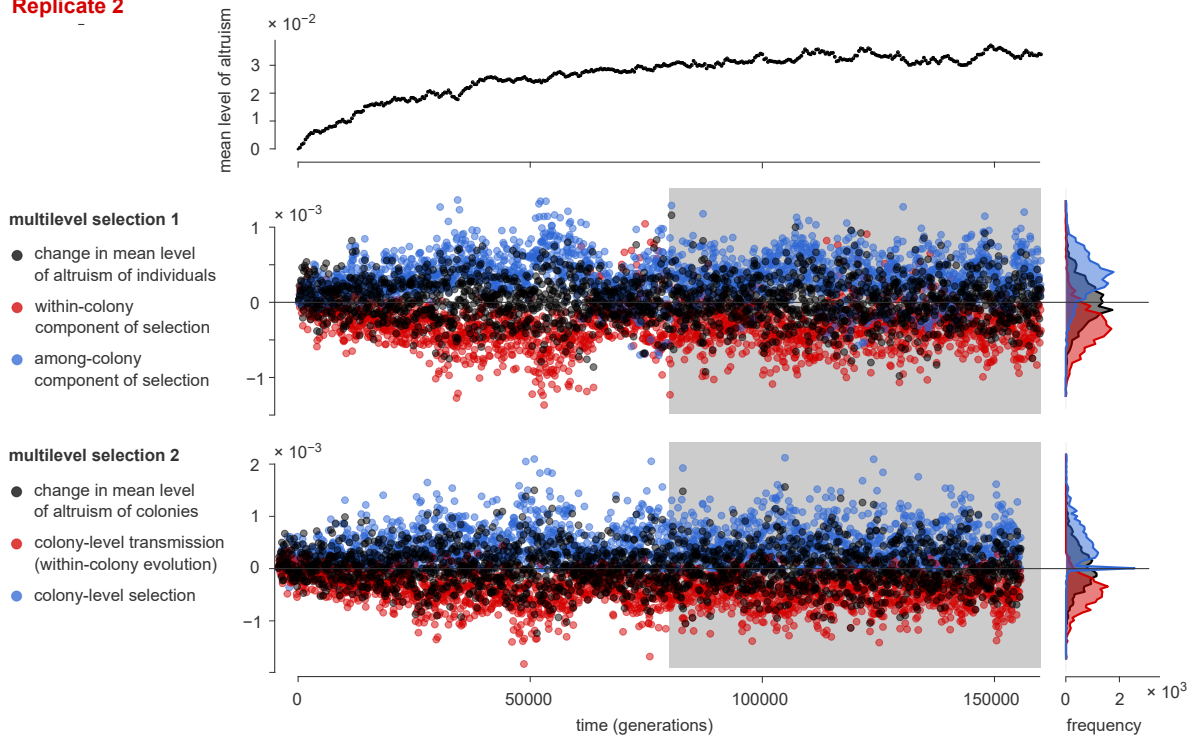 Replicate 2
–
mean level of altruism
× 10−2
3
2
1
0
multilevel selection 1
change in mean level
of altruism of individuals
within-colony
component of selection
among-colony
component of selection
× 10−3
1
0
−1
multilevel selection 2
change in mean level
of altruism of colonies
colony-level transmission
(within-colony evolution)
colony-level selection
× 10−3
2
1
0
−1
0 50000 100000 150000
time (generations)
0 2 × 103
frequency